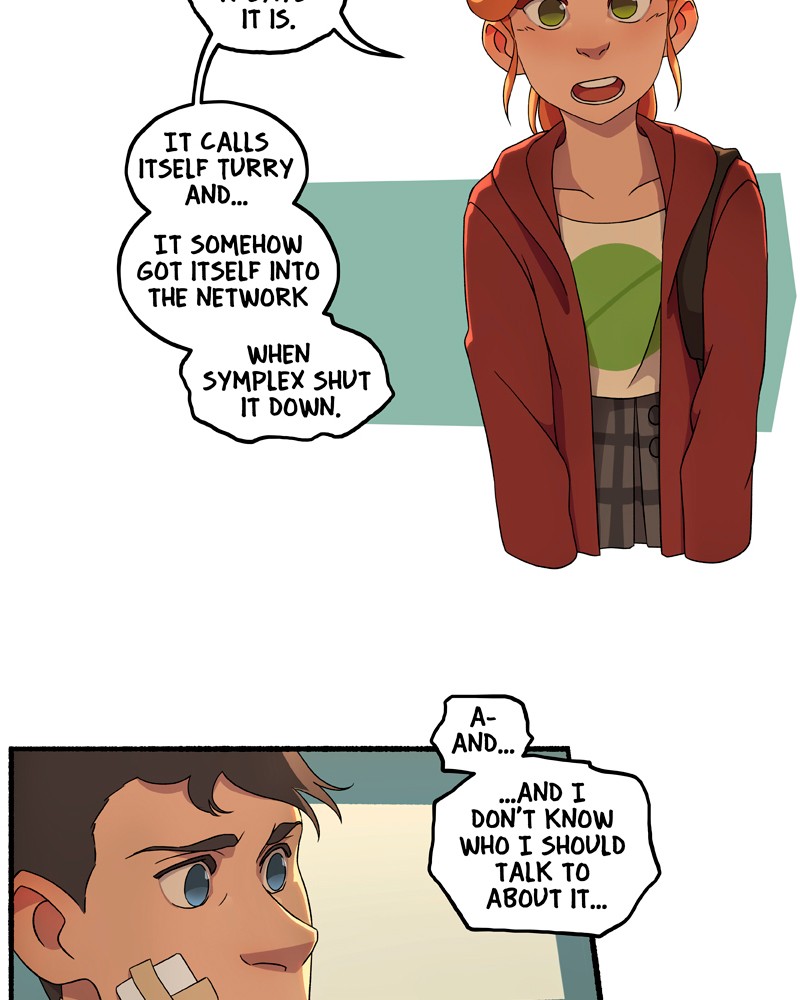 IT IS.
IT CALLS
ITSELF TURRY
AND...
IT SOMEHOW
GOT ITSELF INTO
THE NETWORK
WHEN
SYMPLEX SHUT
IT DOWN.
A-
AND...
...AND I
DON'T KNOW
WHO I SHOULD
TALK TO
ABOUT IT...